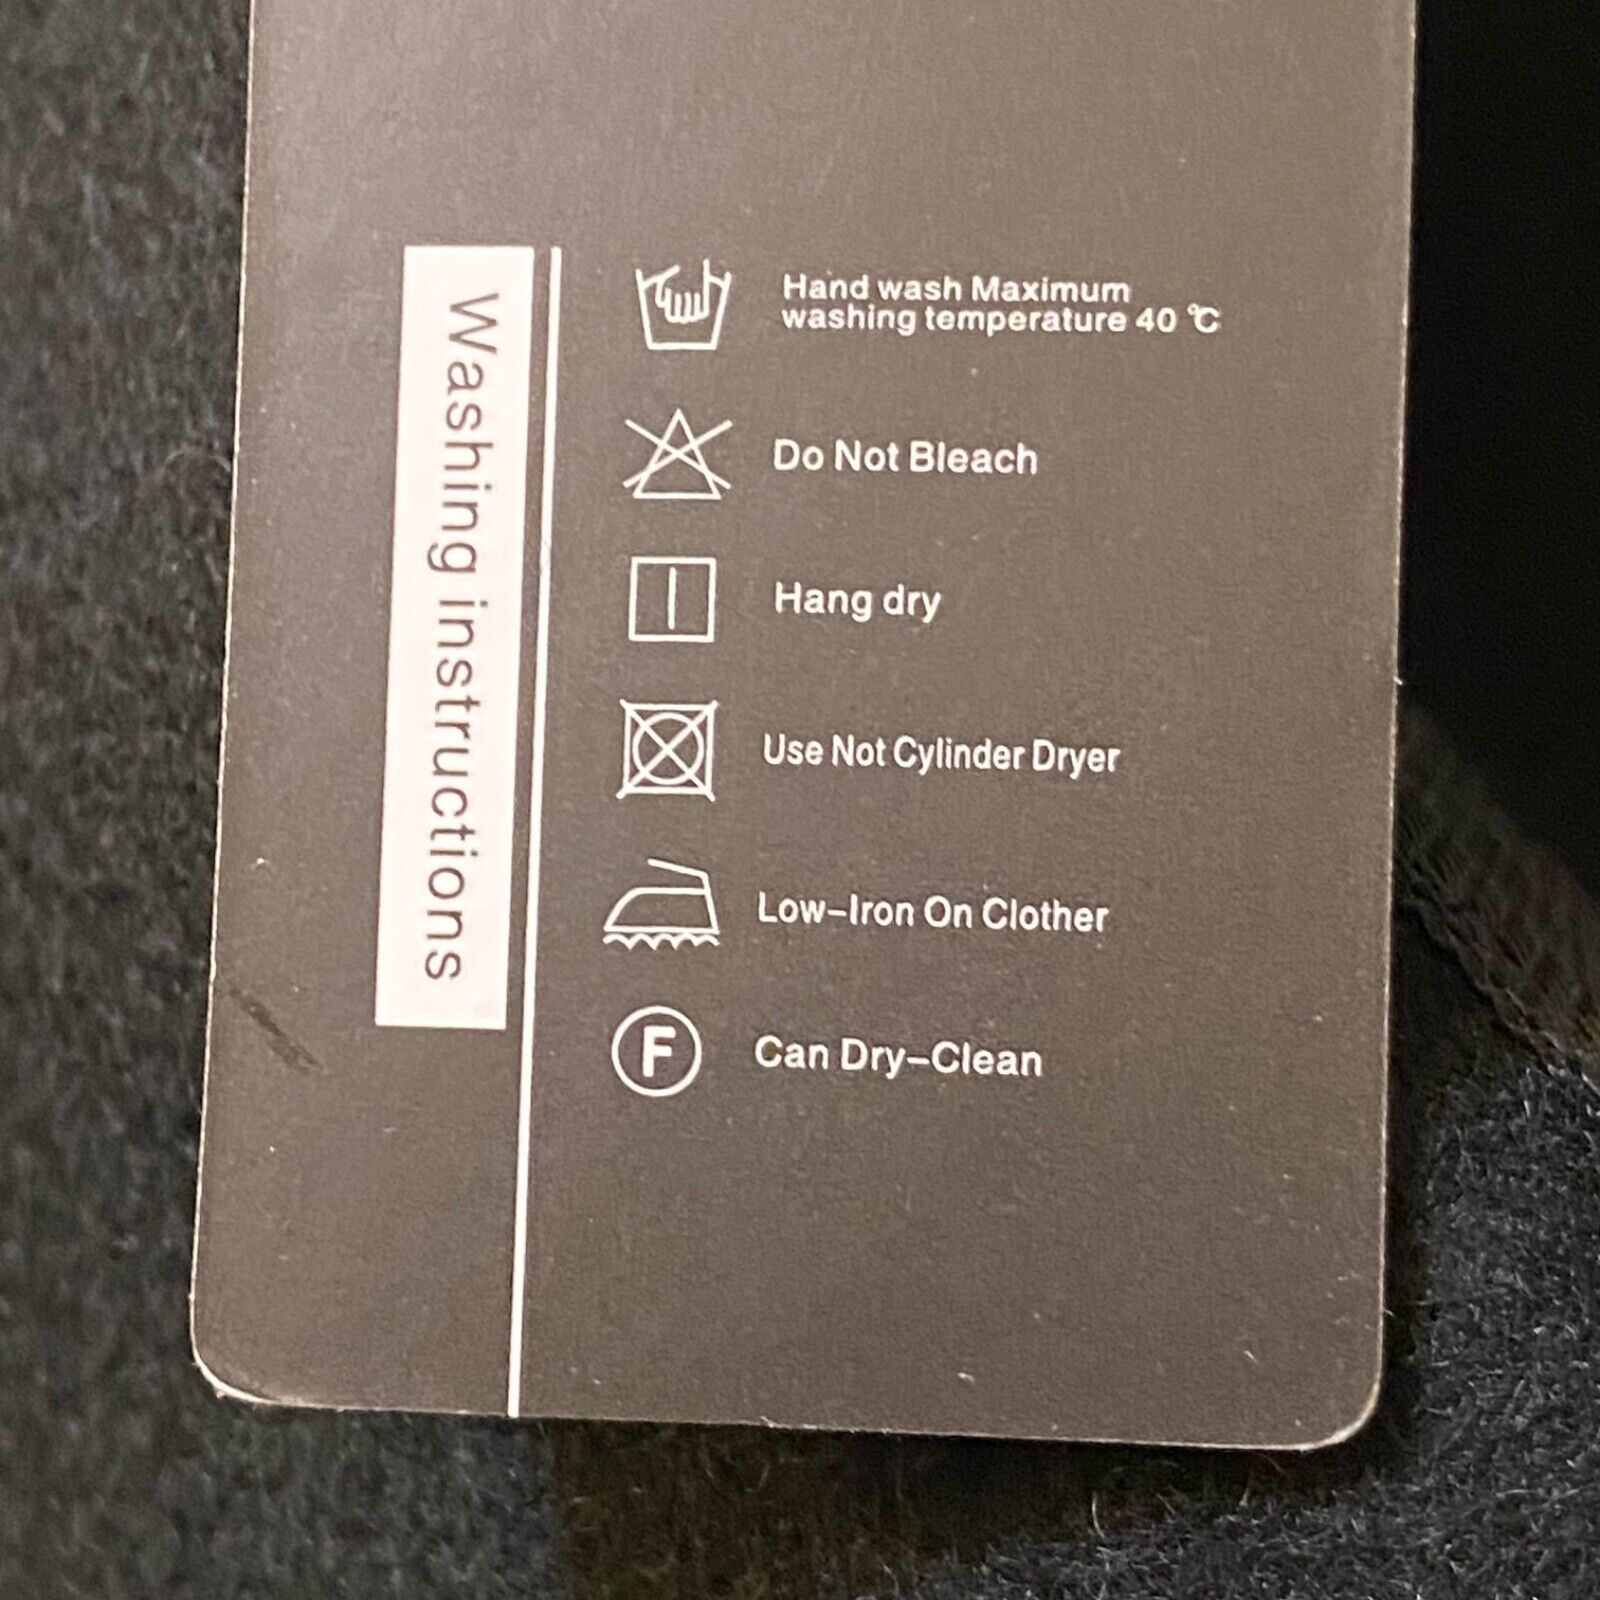 Washing instructions
Hand wash Maximum
washing temperature 40 ℃
Do Not Bleach
Hang dry
Use Not Cylinder Dryer
Low-Iron On Clother
F
Can Dry-Clean